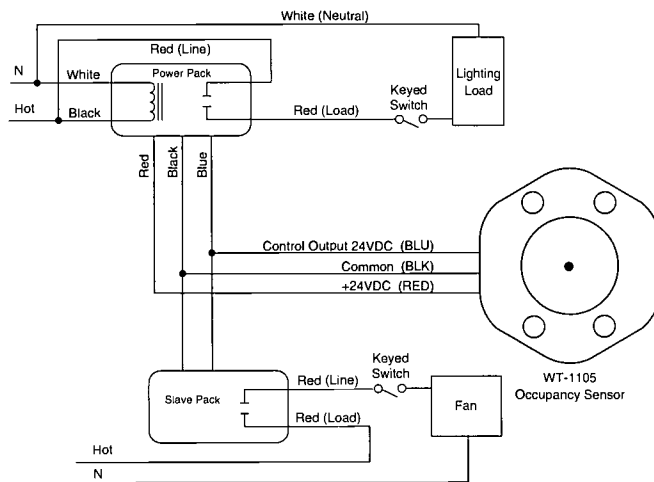 White (Neutral)
Red (Line)
N
White
Power Pack
Lighting
Load
Keyed
Switch
Hot
Black
Red (Load)
Red
Black
Blue
Control Output 24VDC (BLU)
Common (BLK)
+24VDC (RED)
WT-1105
Occupancy Sensor
Keyed
Switch
Red (Line)
Slave Pack
Fan
Red (Load)
Hot
N